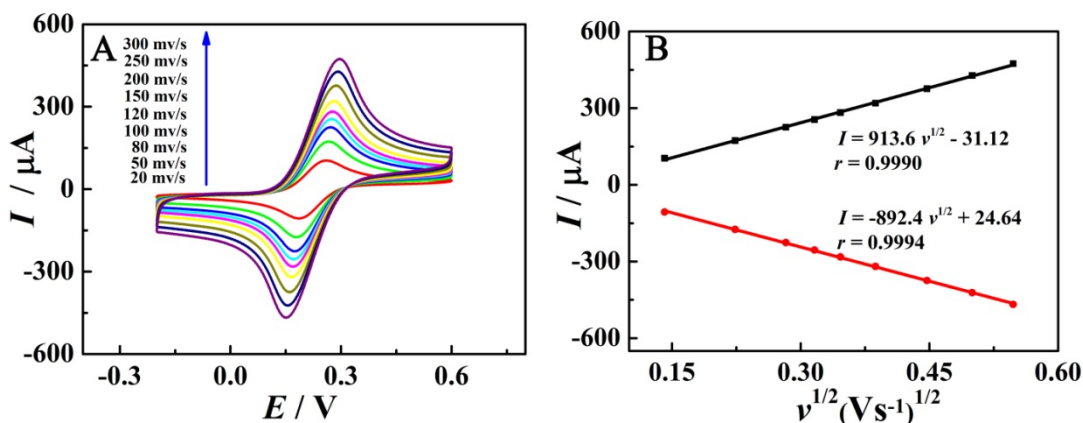 A
300 mv/s
250 mv/s
200 mv/s
150 mv/s
120 mv/s
100 mv/s
80 mv/s
50 mv/s
20 mv/s
600
300
0
-300
-600
I / μA
-0.3 0.0 0.3 0.6
E / V
B
600
300
0
-300
-600
I / μA
I = 913.6 v^1/2 - 31.12
r = 0.9990
I = -892.4 v^1/2 + 24.64
r = 0.9994
0.15 0.30 0.45 0.60
v^1/2(Vs^-1)^1/2